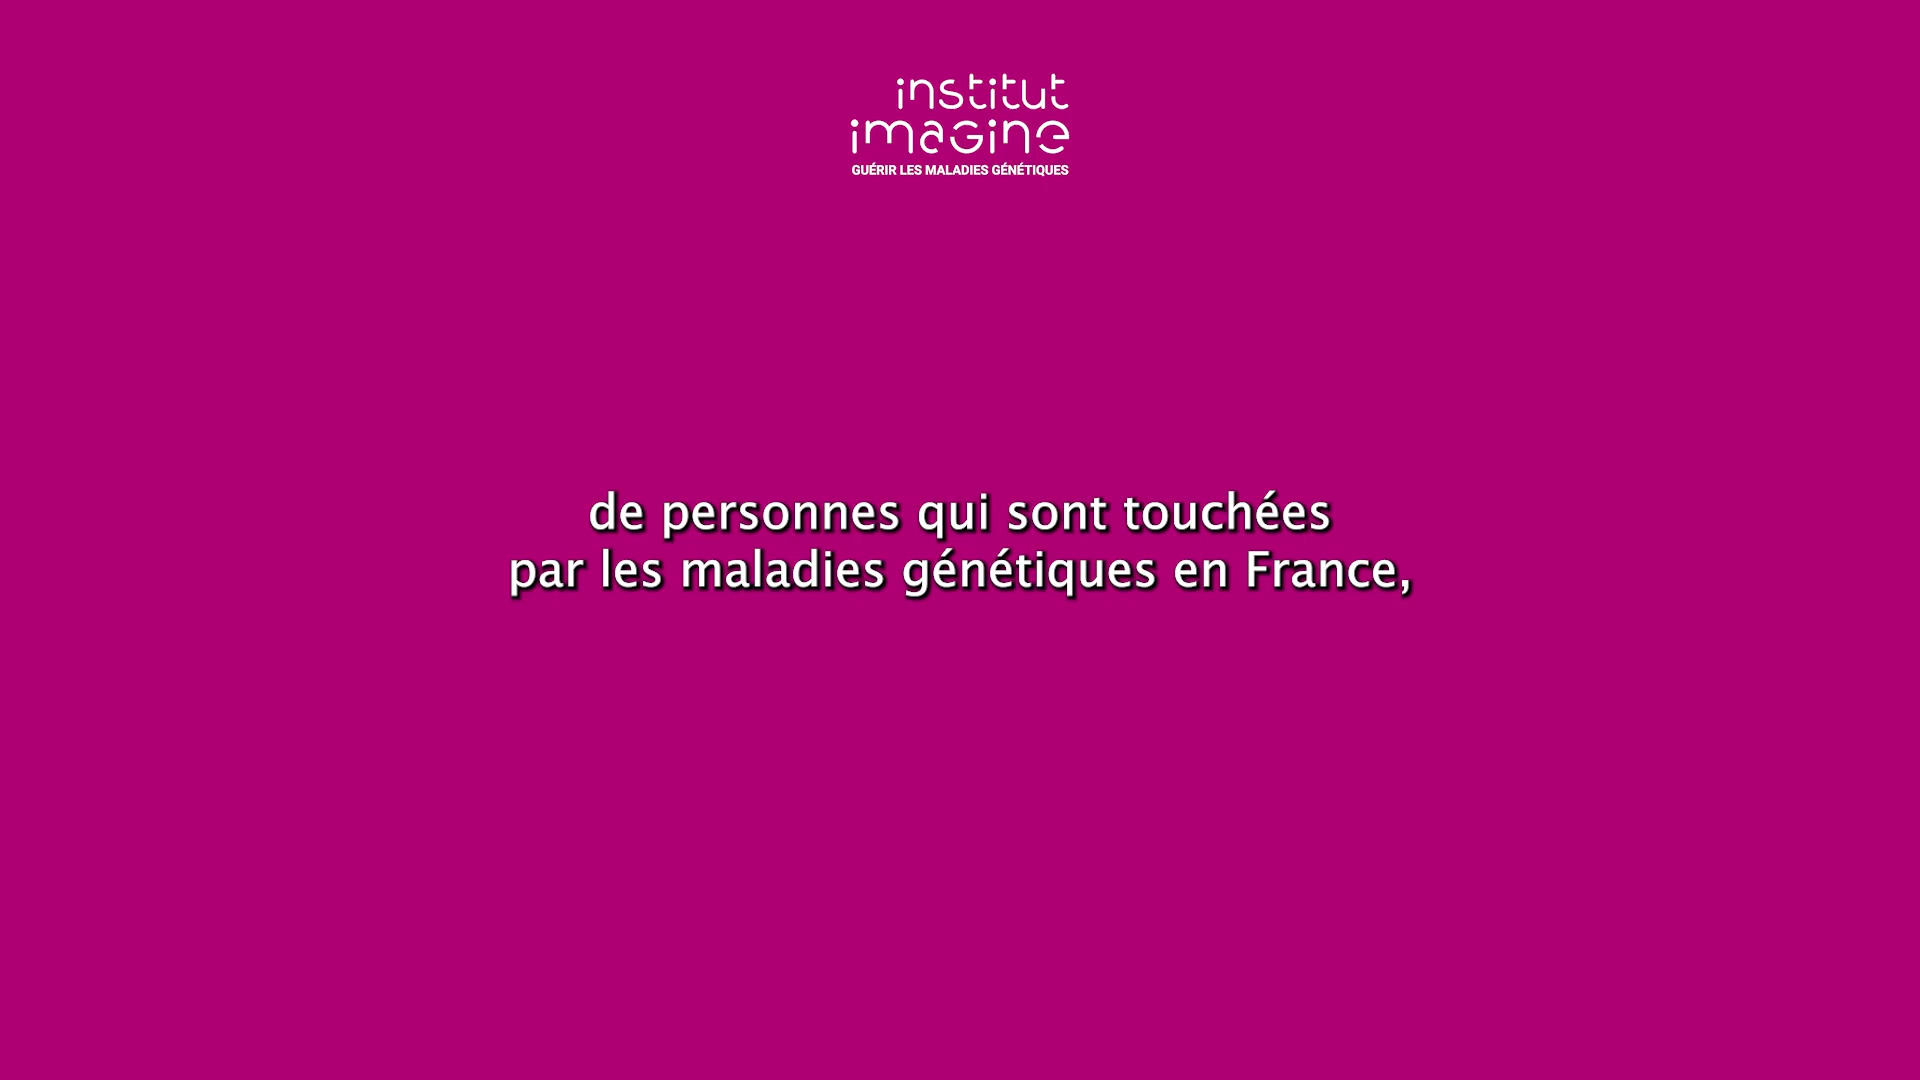 institut
imagine
GUÉRIR LES MALADIES GÉNÉTIQUES
de personnes qui sont touchées
par les maladies génétiques en France,